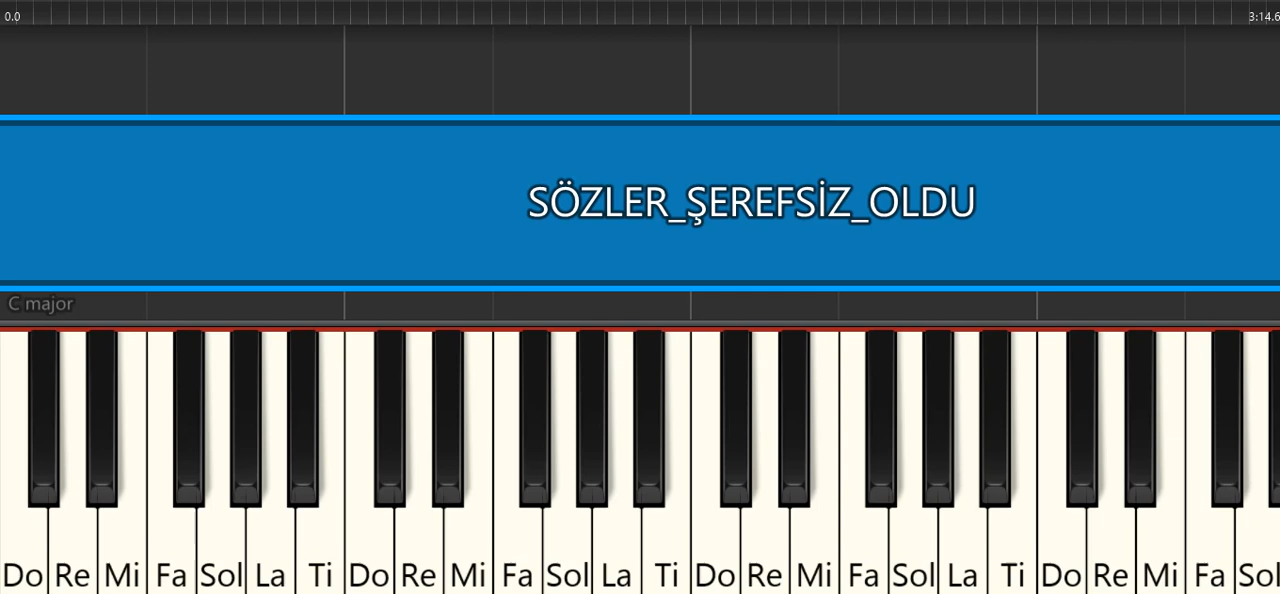 0.0 3:14.6
SÖZLER_ŞEREFSİZ_OLDU
C major
Do Re Mi Fa Sol La Ti Do Re Mi Fa Sol La Ti Do Re Mi Fa Sol La Ti Do Re Mi Fa Sol